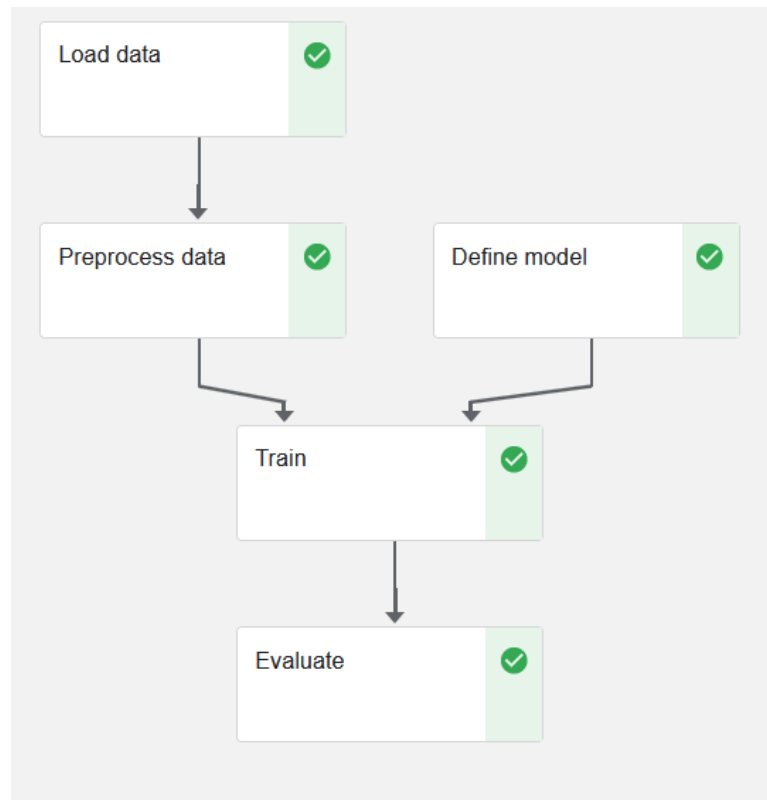 Load data
Preprocess data
Define model
Train
Evaluate